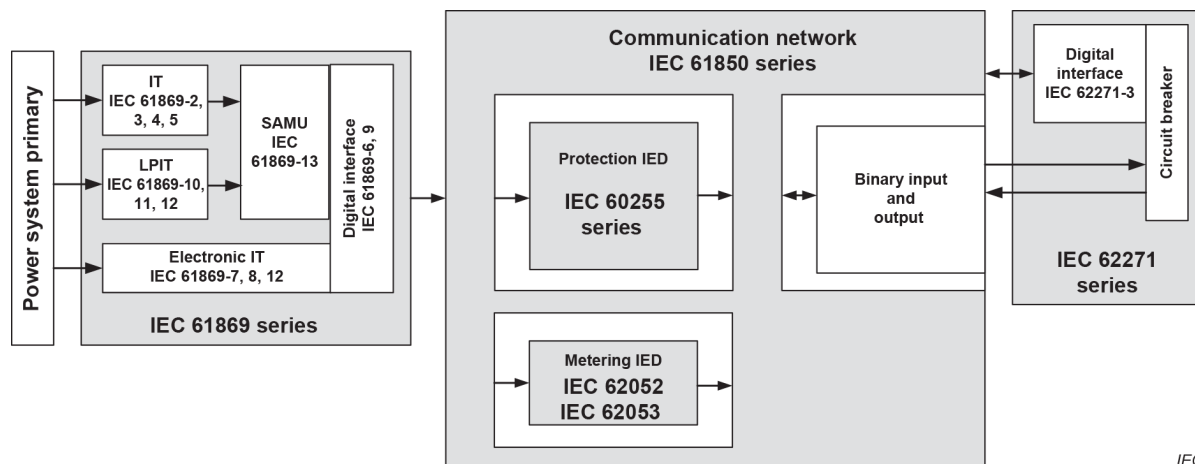 Power system primary
IT
IEC 61869-2,
3, 4, 5
LPIT
IEC 61869-10,
11, 12
Electronic IT
IEC 61869-7, 8, 12
SAMU
IEC
61869-13
Digital interface
IEC 61869-6, 9
IEC 61869 series
Communication network
IEC 61850 series
Protection IED
IEC 60255
series
Metering IED
IEC 62052
IEC 62053
Binary input
and
output
Digital
interface
IEC 62271-3
Circuit breaker
IEC 62271
series
IEC